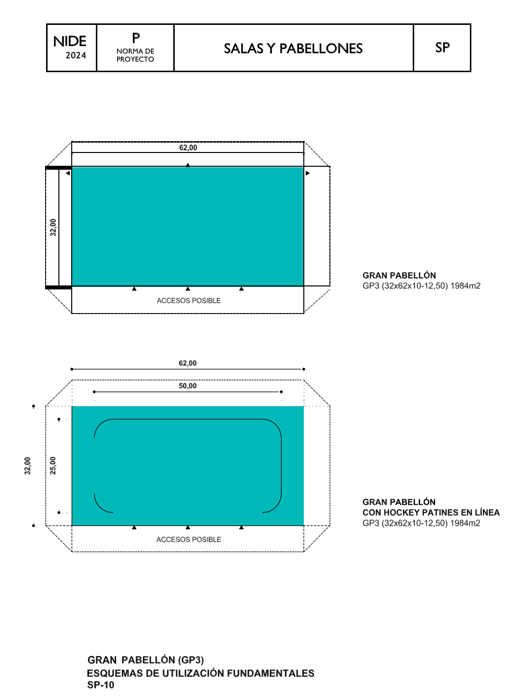 NIDE
2024
P
NORMA DE
PROYECTO
SALAS Y PABELLONES
SP
62,00
32,00
ACCESOS POSIBLE
GRAN PABELLÓN
GP3 (32x62x10-12,50) 1984m2
62,00
50,00
32,00
25,00
ACCESOS POSIBLE
GRAN PABELLÓN
CON HOCKEY PATINES EN LÍNEA
GP3 (32x62x10-12,50) 1984m2
GRAN PABELLÓN (GP3)
ESQUEMAS DE UTILIZACIÓN FUNDAMENTALES
SP-10